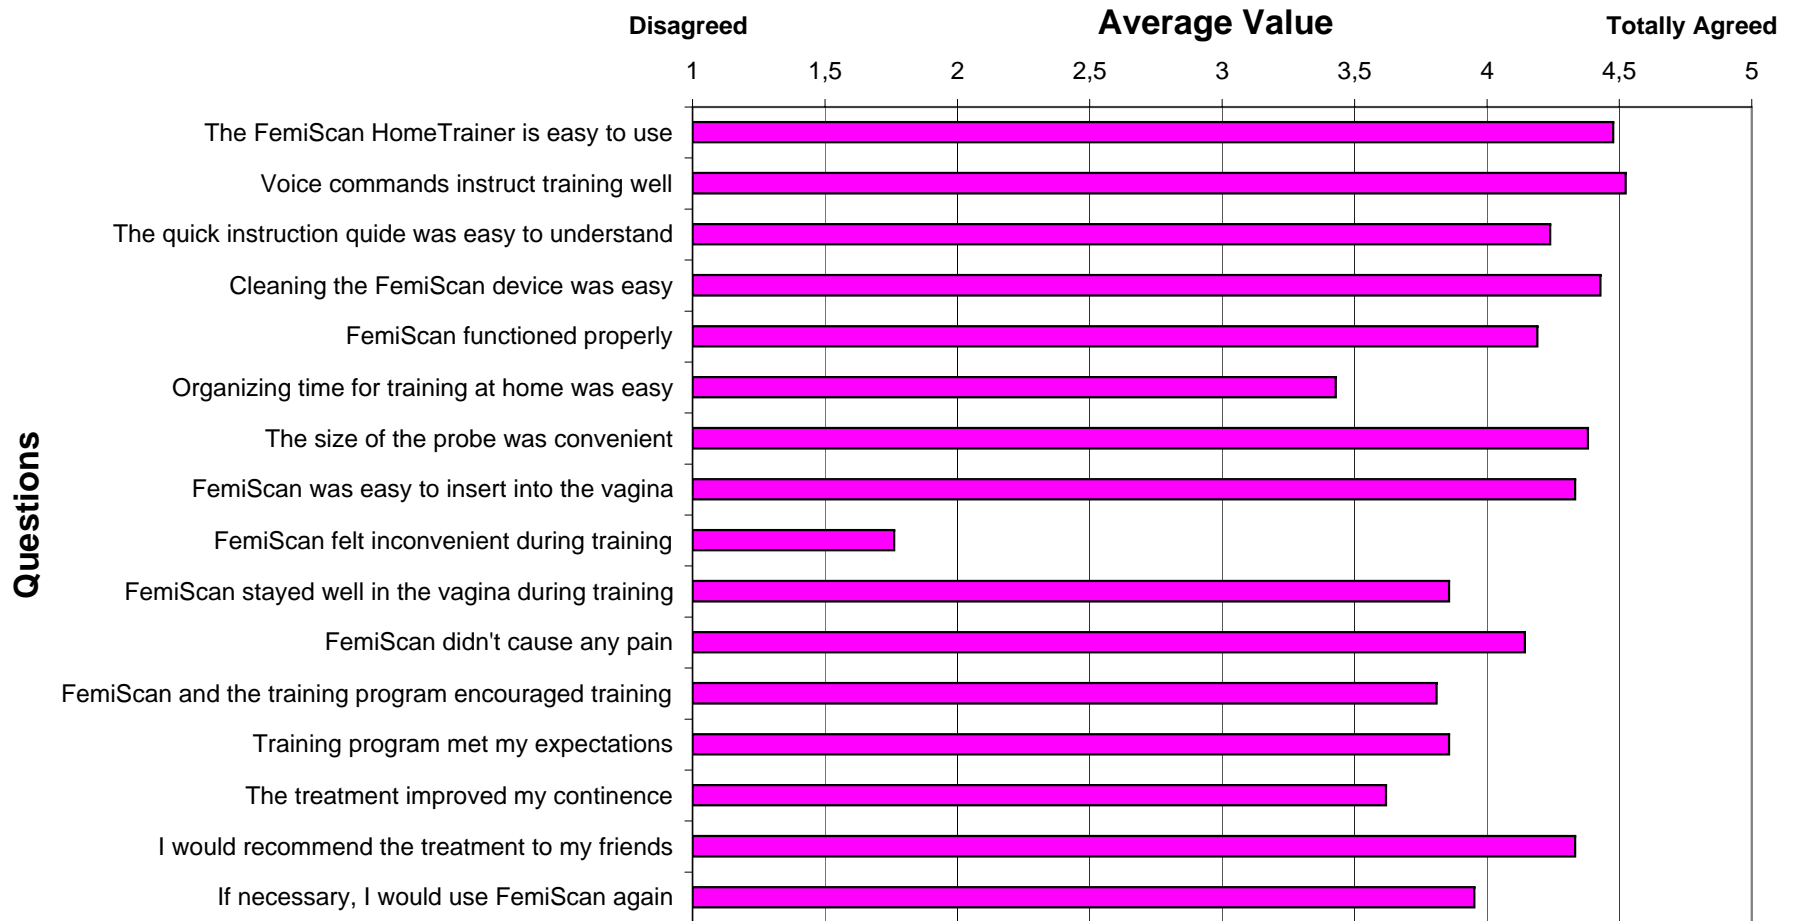 Disagreed Average Value Totally Agreed
1 1,5 2 2,5 3 3,5 4 4,5 5
The FemiScan HomeTrainer is easy to use
Voice commands instruct training well
The quick instruction quide was easy to understand
Cleaning the FemiScan device was easy
FemiScan functioned properly
Organizing time for training at home was easy
The size of the probe was convenient
FemiScan was easy to insert into the vagina
Questions
FemiScan felt inconvenient during training
FemiScan stayed well in the vagina during training
FemiScan didn't cause any pain
FemiScan and the training program encouraged training
Training program met my expectations
The treatment improved my continence
I would recommend the treatment to my friends
If necessary, I would use FemiScan again